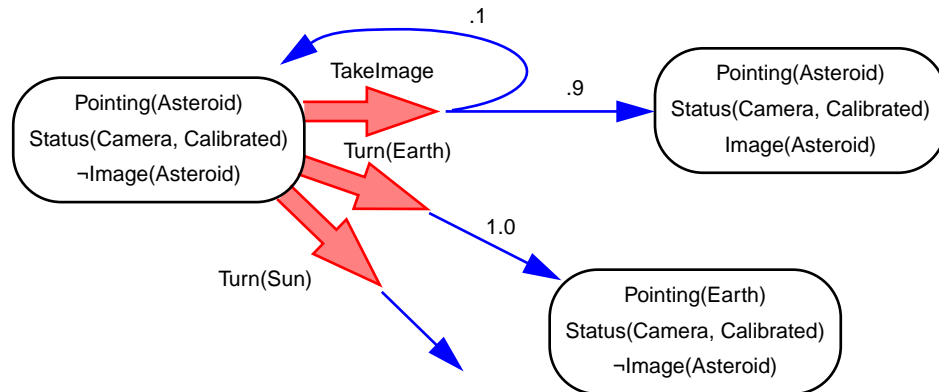 .1
TakeImage
Pointing(Asteroid)
Status(Camera, Calibrated)
¬Image(Asteroid)
.9
Pointing(Asteroid)
Status(Camera, Calibrated)
Image(Asteroid)
Turn(Earth)
1.0
Turn(Sun)
Pointing(Earth)
Status(Camera, Calibrated)
¬Image(Asteroid)